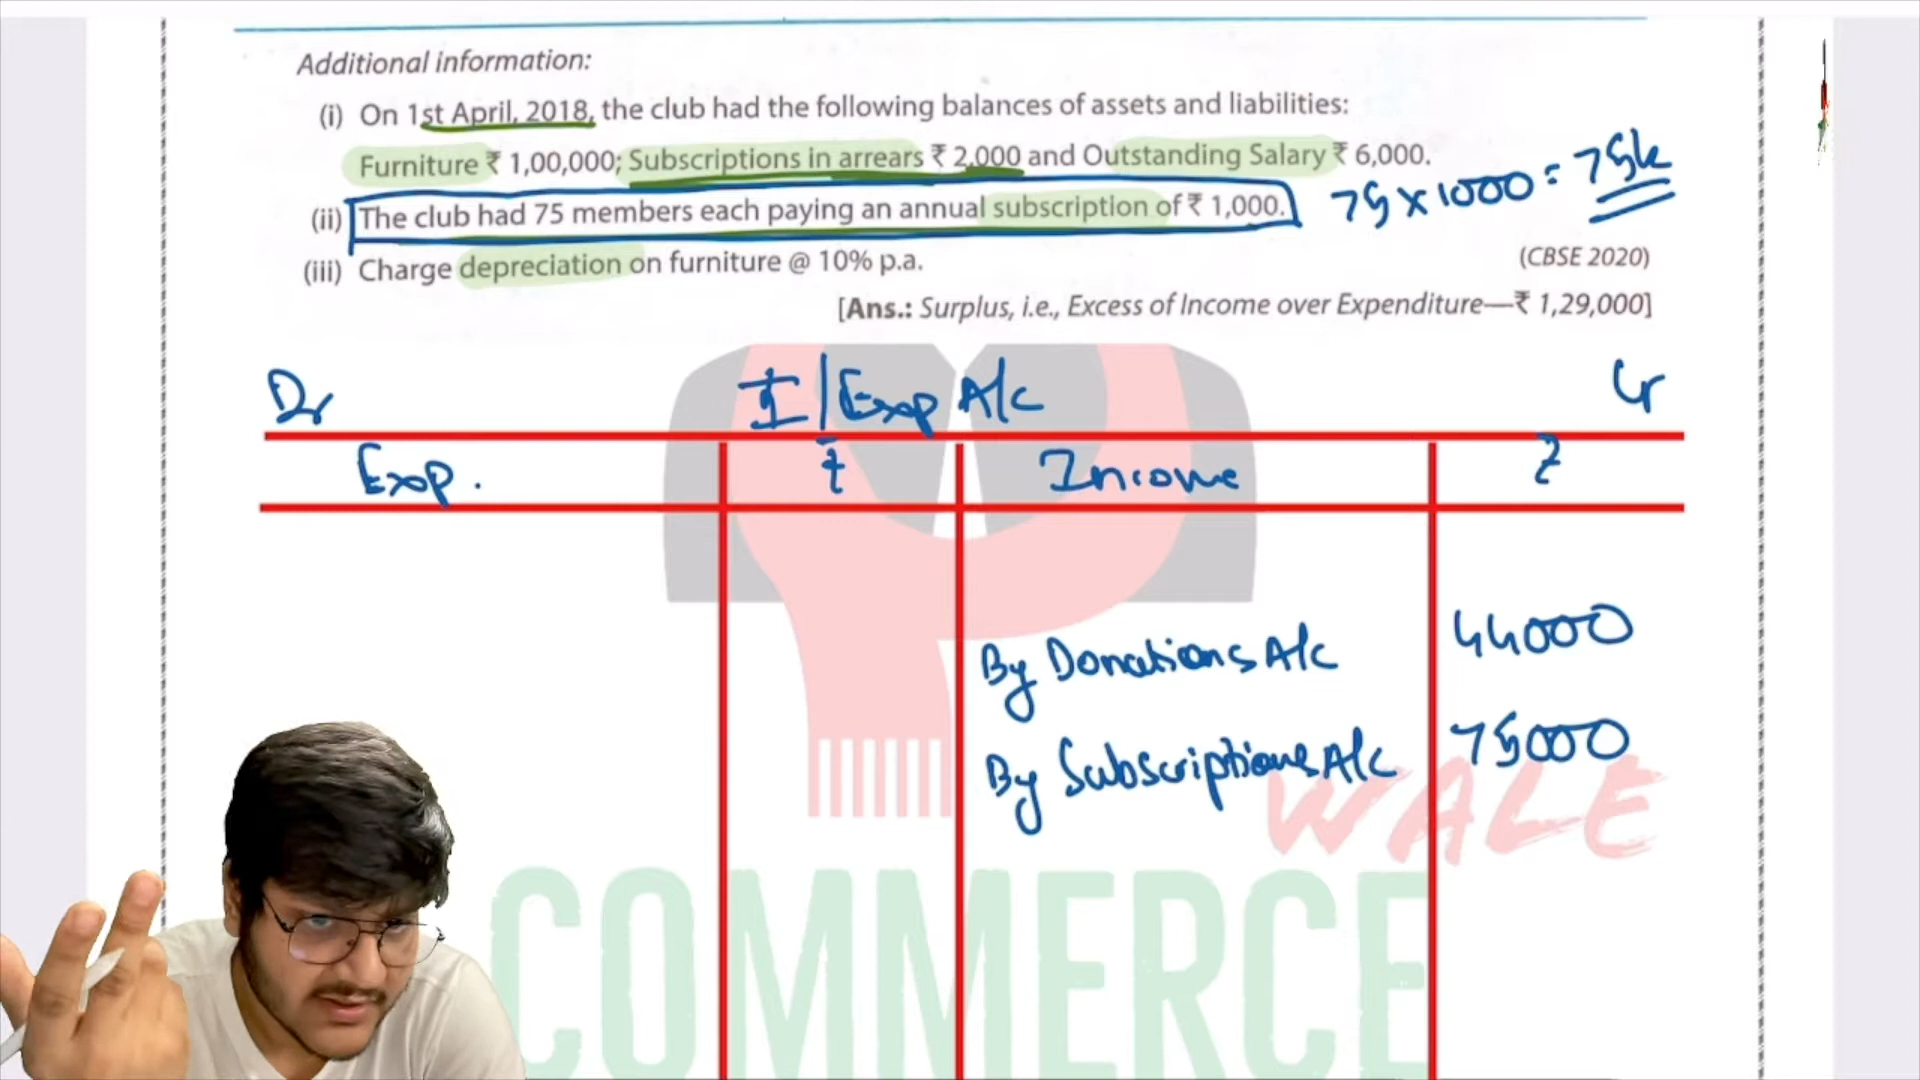 Additional information:
(i) On 1st April, 2018, the club had the following balances of assets and liabilities:
Furniture ₹ 1,00,000; Subscriptions in arrears ₹ 2,000 and Outstanding Salary ₹ 6,000.
(ii) The club had 75 members each paying an annual subscription of ₹ 1,000. 75 x 1000 = 75k
(iii) Charge depreciation on furniture @ 10% p.a. (CBSE 2020)
[Ans.: Surplus, i.e., Excess of Income over Expenditure—₹ 1,29,000]
Dr I/Exp A/c Cr
Exp. ₹ Income ₹
By Donations A/c 44000
By Subscriptions A/c 75000
WALE
COMMERCE